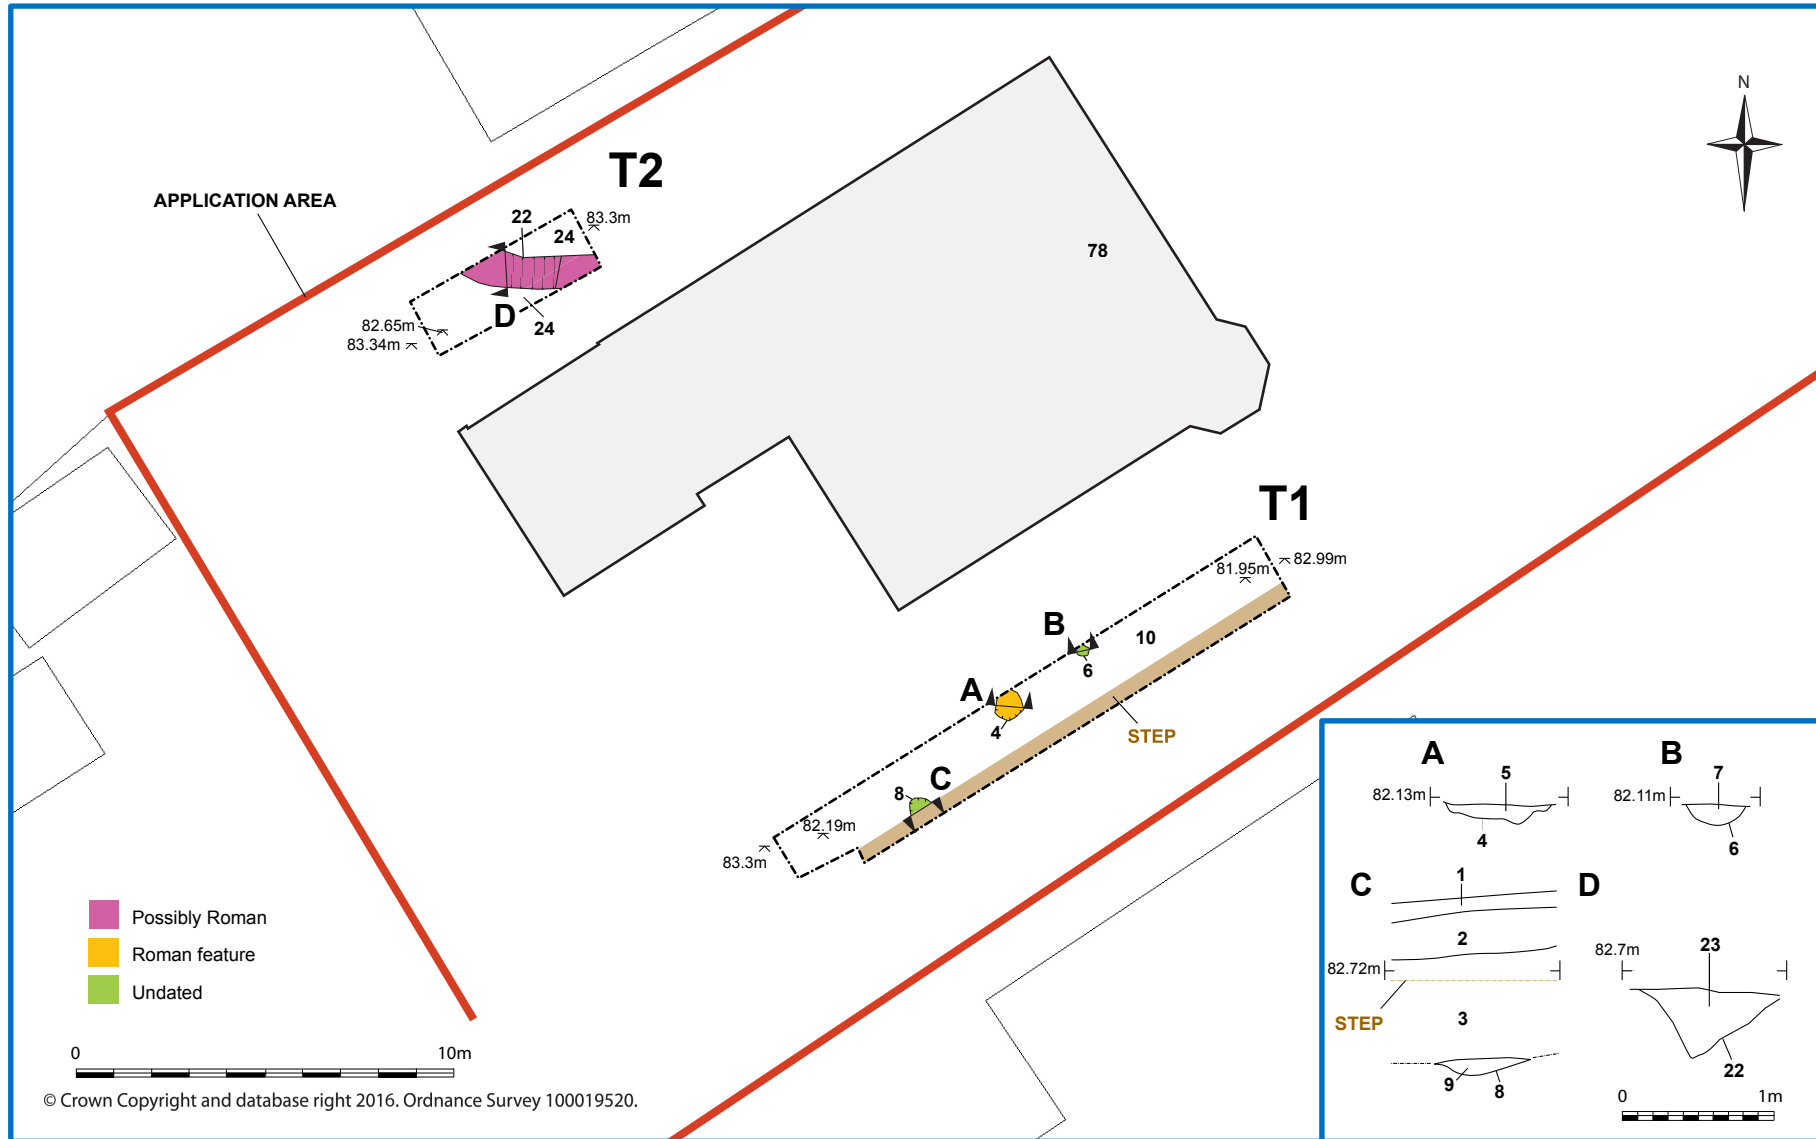 N
T2
APPLICATION AREA
22
83.3m
24
78
D
24
82.65m
83.34m
T1
82.99m
81.95m
B
10
6
A
4
STEP
C
8
82.19m
83.3m
Possibly Roman
Roman feature
Undated
0 10m
© Crown Copyright and database right 2016. Ordnance Survey 100019520.
A
5
82.13m
4
B
7
82.11m
6
C
1
2
82.72m
STEP
3
9
8
D
82.7m
23
22
0 1m